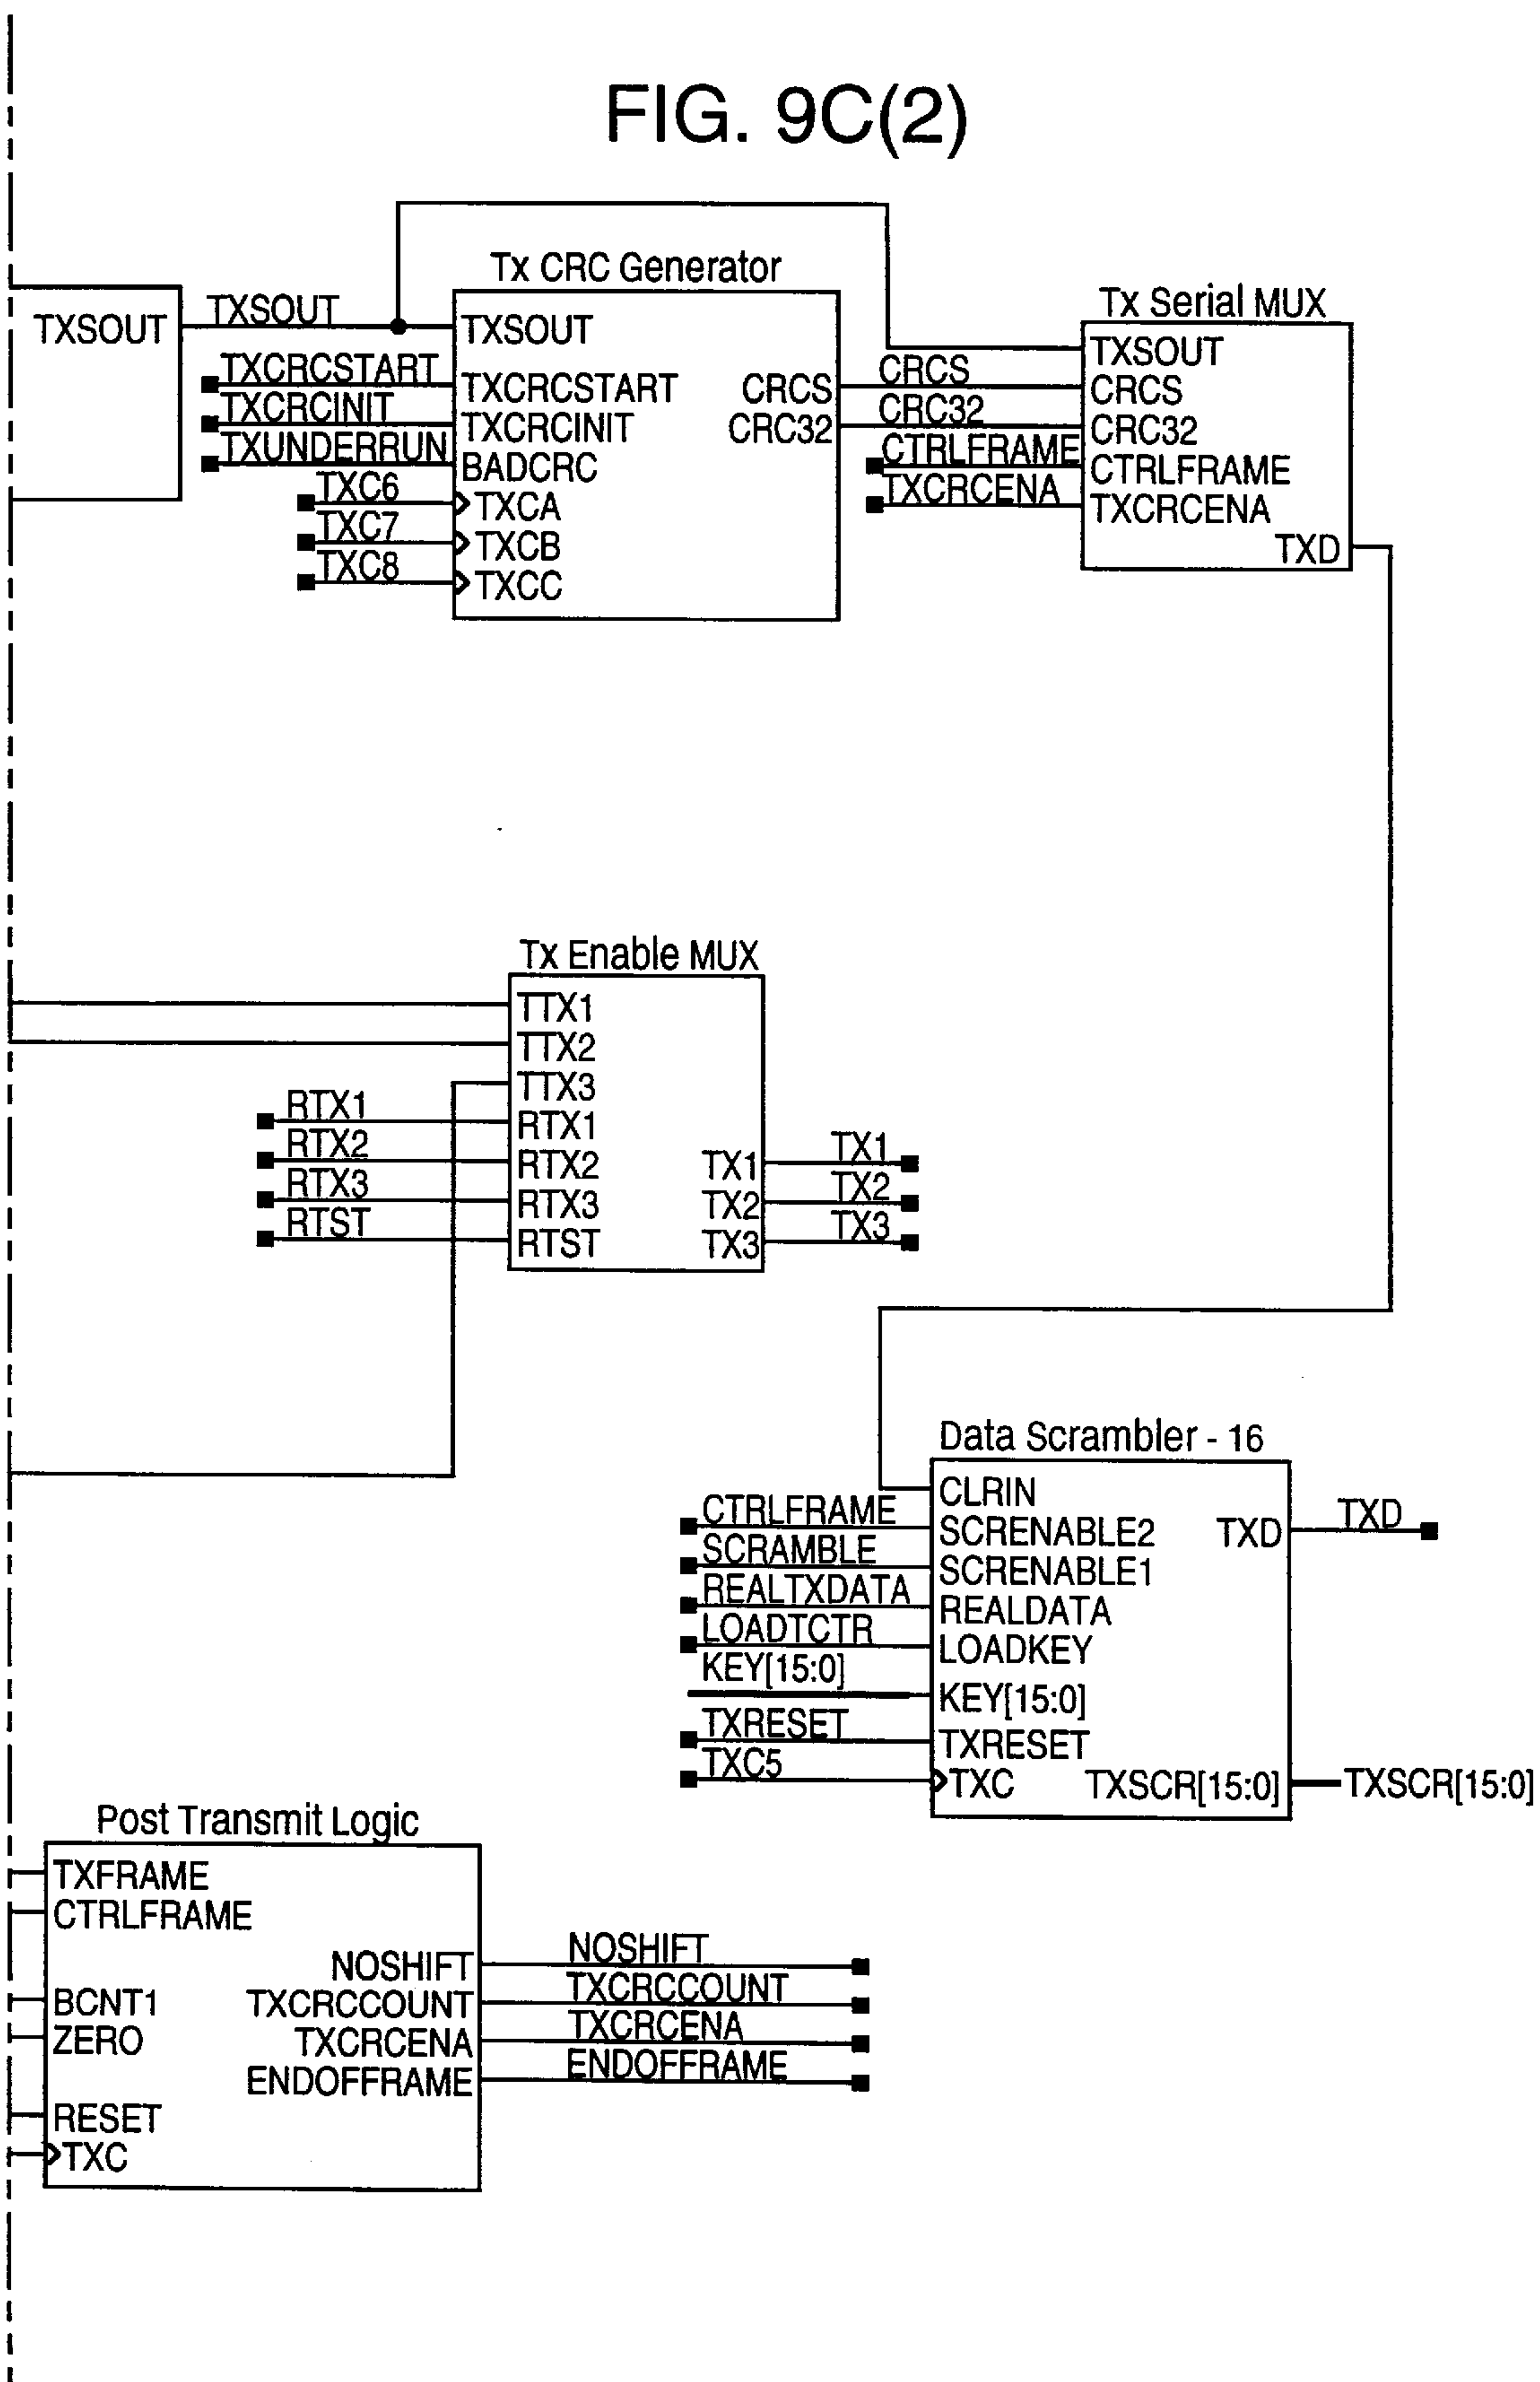 FIG. 9C(2)
TXSOUT
TXSOUT
Tx CRC Generator
TXSOUT
TXCRCSTART
TXCRCSTART
TXCRCINIT
TXCRCINIT
TXUNDERRUN
BADCRC
TXC6
TXCA
TXC7
TXCB
TXC8
TXCC
CRCS
CRC32
CRCS
CRC32
CTRLFRAME
TXCRCENA
Tx Serial MUX
TXSOUT
CRCS
CRC32
CTRLFRAME
TXCRCENA
TXD
Tx Enable MUX
TTX1
TTX2
TTX3
RTX1
RTX1
RTX2
RTX2
RTX3
RTX3
RTST
RTST
TX1
TX1
TX2
TX2
TX3
TX3
Data Scrambler - 16
CLRIN
CTRLFRAME
SCRENABLE2
SCRAMBLE
SCRENABLE1
REALTXDATA
REALDATA
LOADTCTR
LOADKEY
KEY[15:0]
KEY[15:0]
TXRESET
TXRESET
TXC5
TXC
TXD
TXD
TXSCR[15:0]
TXSCR[15:0]
Post Transmit Logic
TXFRAME
CTRLFRAME
BCNT1
ZERO
RESET
TXC
NOSHIFT
NOSHIFT
TXCRCCOUNT
TXCRCCOUNT
TXCRCENA
TXCRCENA
ENDOFFRAME
ENDOFFRAME